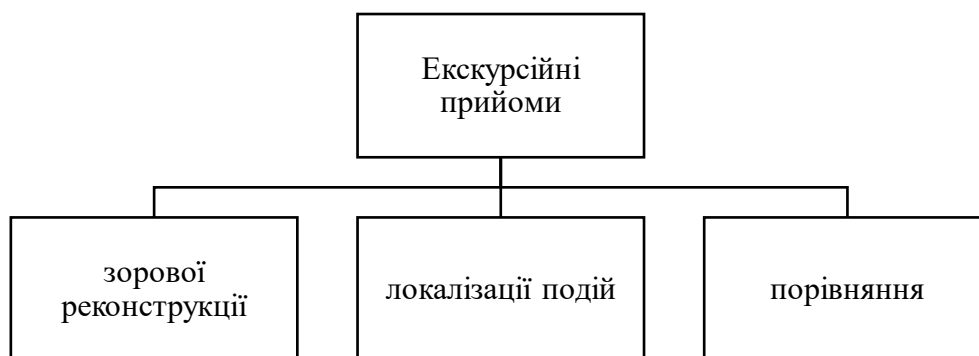 Екскурсійні
прийоми
зорової
реконструкції
локалізації подій
порівняння